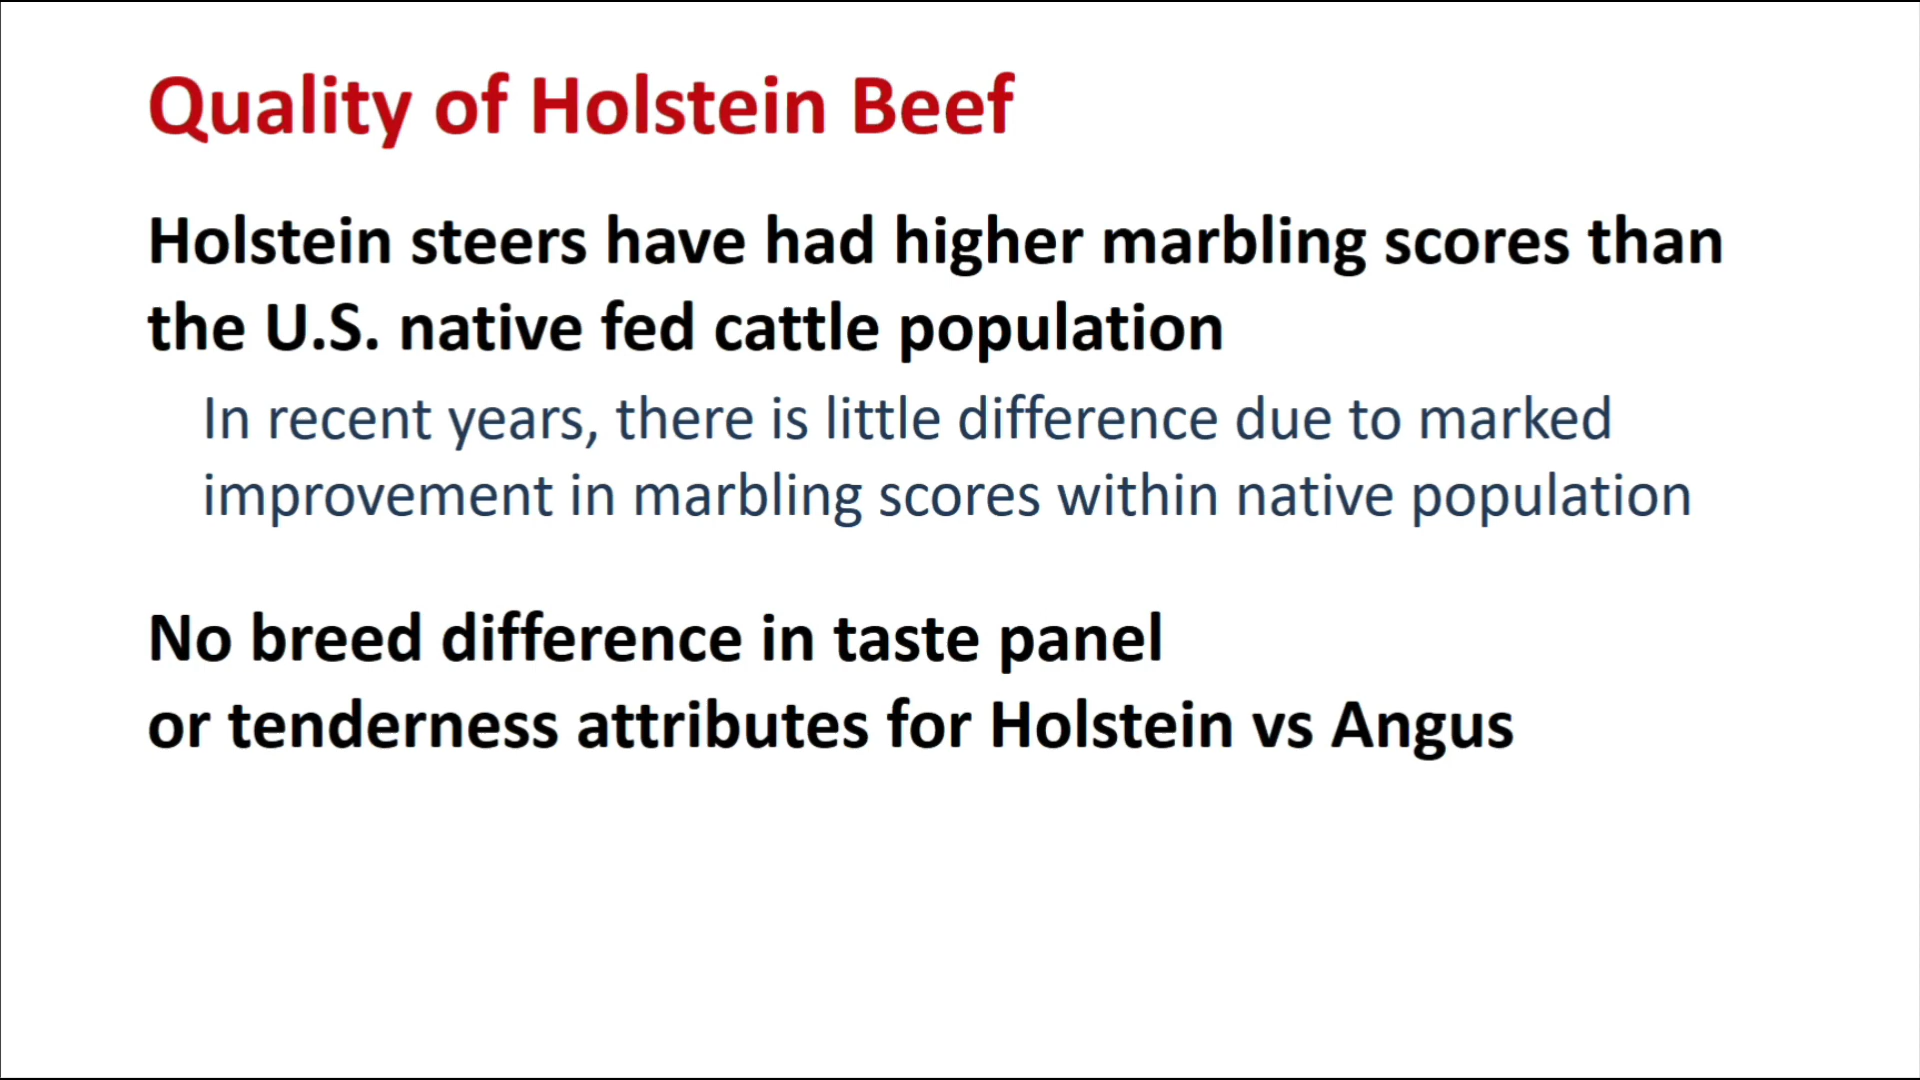 Quality of Holstein Beef
Holstein steers have had higher marbling scores than
the U.S. native fed cattle population
In recent years, there is little difference due to marked
improvement in marbling scores within native population
No breed difference in taste panel
or tenderness attributes for Holstein vs Angus